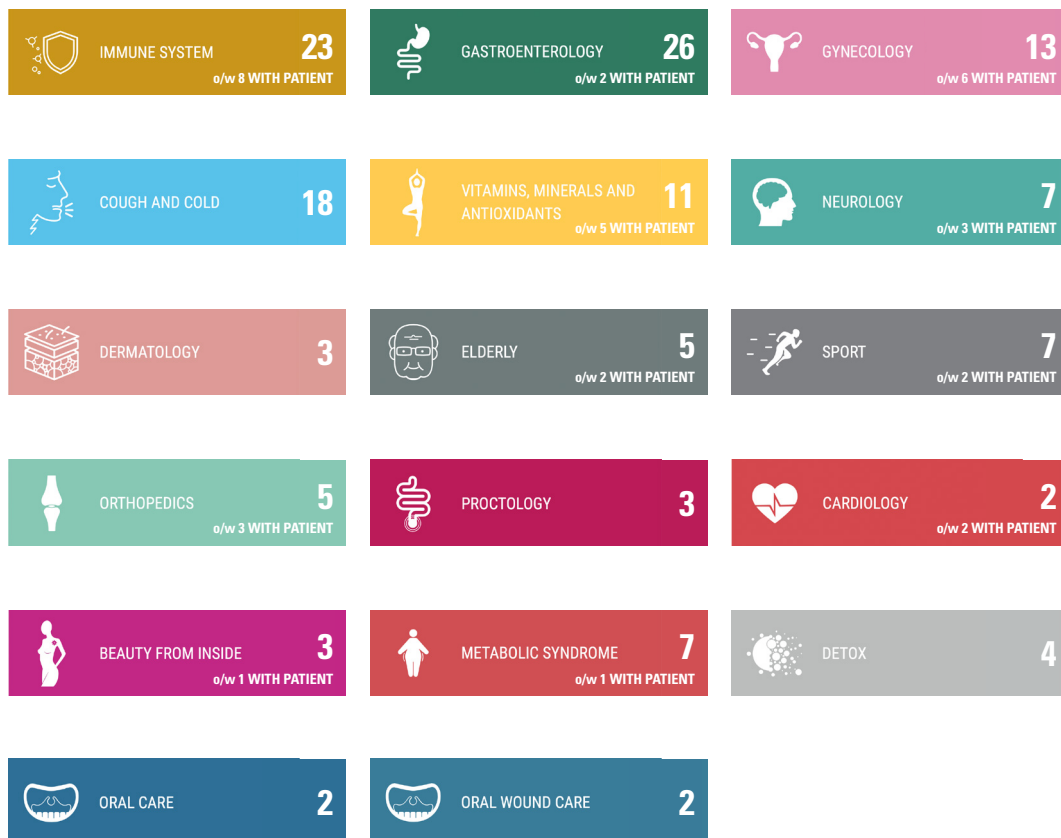 IMMUNE SYSTEM 23
o/w 8 WITH PATIENT
GASTROENTEROLOGY 26
o/w 2 WITH PATIENT
GYNECOLOGY 13
o/w 6 WITH PATIENT
COUGH AND COLD 18
VITAMINS, MINERALS AND
ANTIOXIDANTS 11
o/w 5 WITH PATIENT
NEUROLOGY 7
o/w 3 WITH PATIENT
DERMATOLOGY 3
ELDERLY 5
o/w 2 WITH PATIENT
SPORT 7
o/w 2 WITH PATIENT
ORTHOPEDICS 5
o/w 3 WITH PATIENT
PROCTOLOGY 3
CARDIOLOGY 2
o/w 2 WITH PATIENT
BEAUTY FROM INSIDE 3
o/w 1 WITH PATIENT
METABOLIC SYNDROME 7
o/w 1 WITH PATIENT
DETOX 4
ORAL CARE 2
ORAL WOUND CARE 2